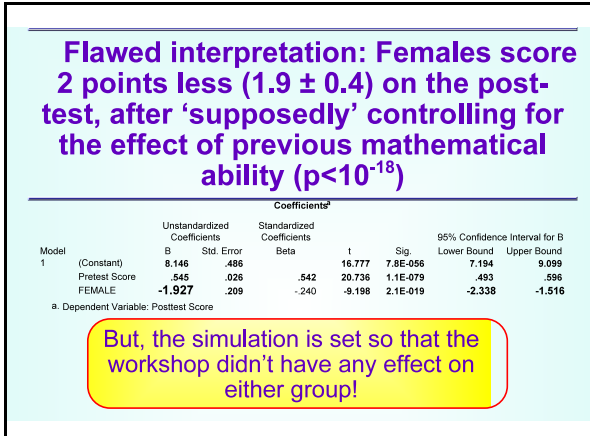 Flawed interpretation: Females score
2 points less (1.9 ± 0.4) on the post-
test, after ‘supposedly’ controlling for
the effect of previous mathematical
ability (p<10-18)
Coefficientsa
Unstandardized Standardized
Coefficients Coefficients 95% Confidence Interval for B
Model B Std. Error Beta t Sig. Lower Bound Upper Bound
1 (Constant) 8.146 .486 16.777 7.8E-056 7.194 9.099
Pretest Score .545 .026 .542 20.736 1.1E-079 .493 .596
FEMALE -1.927 .209 -.240 -9.198 2.1E-019 -2.338 -1.516
a. Dependent Variable: Posttest Score
But, the simulation is set so that the
workshop didn’t have any effect on
either group!